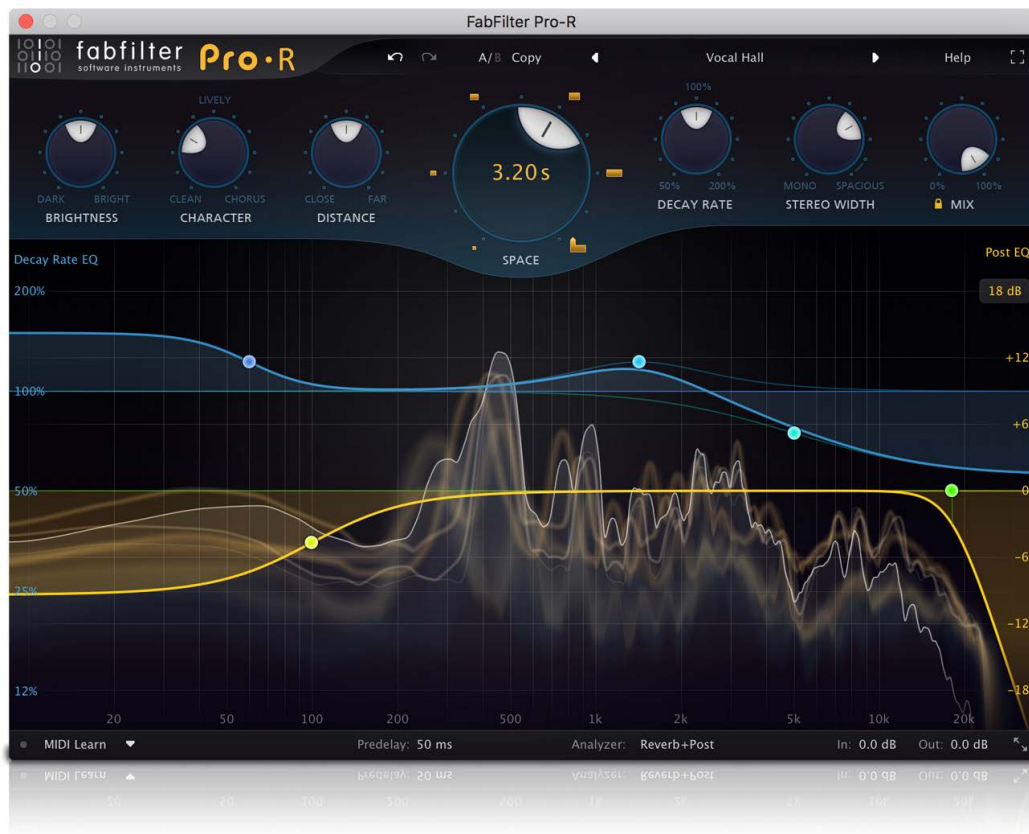 FabFilter Pro-R
fabfilter
software instruments
Pro·R
A/B Copy
Vocal Hall
Help
LIVELY
100%
3.20s
DARK BRIGHT
CLEAN CHORUS
CLOSE FAR
50% 200%
MONO SPACIOUS
0% 100%
BRIGHTNESS
CHARACTER
DISTANCE
DECAY RATE
STEREO WIDTH
MIX
SPACE
Decay Rate EQ
Post EQ
200%
18 dB
+12
100%
+6
50%
0
-6
25%
-12
12%
-18
20 50 100 200 500 1k 2k 5k 10k 20k
MIDI Learn
Predelay: 50 ms
Analyzer: Reverb+Post
In: 0.0 dB
Out: 0.0 dB